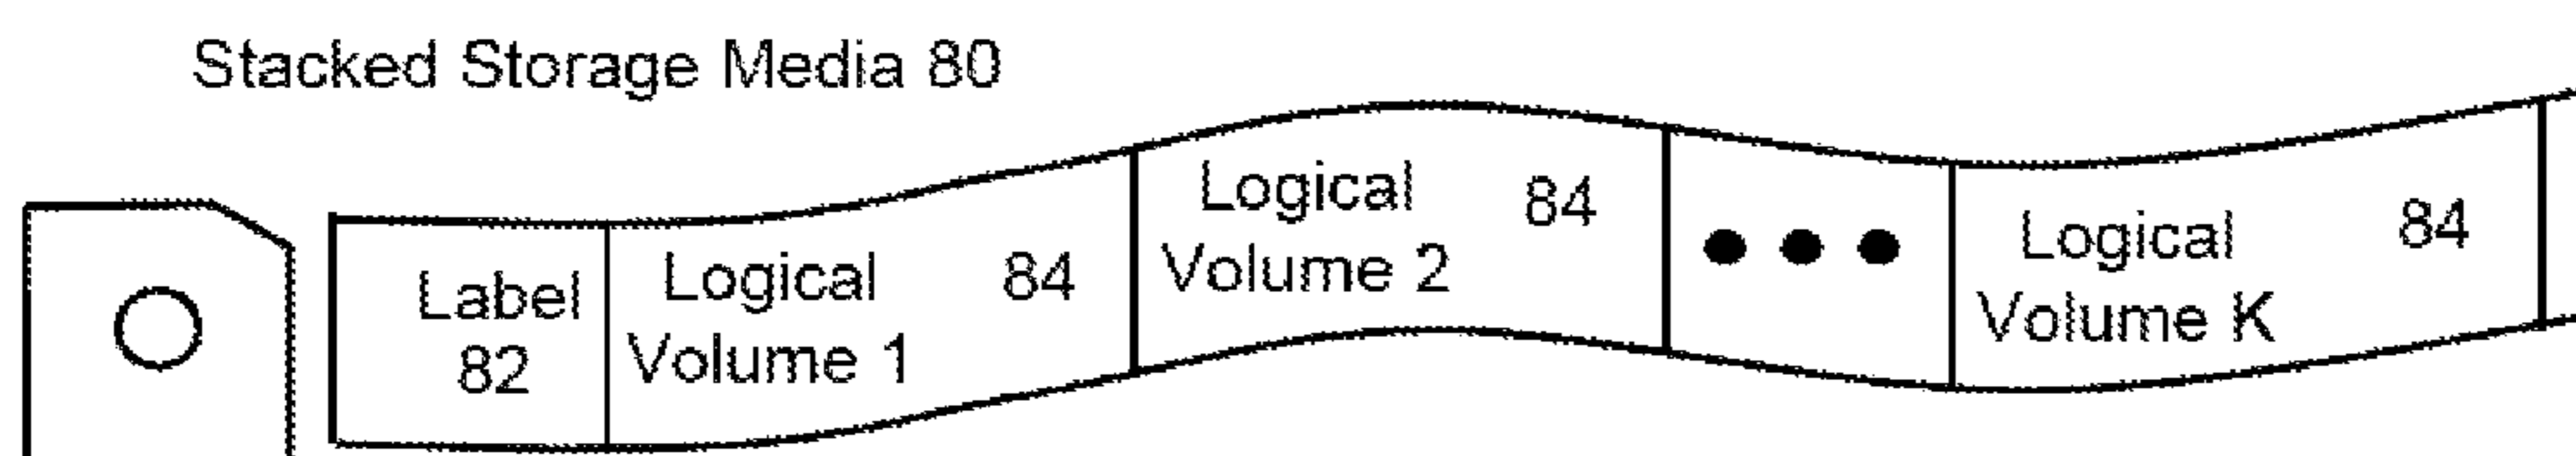 Stacked Storage Media 80
Label
82
Logical
Volume 1
84
Logical
Volume 2
84
Logical
Volume K
84